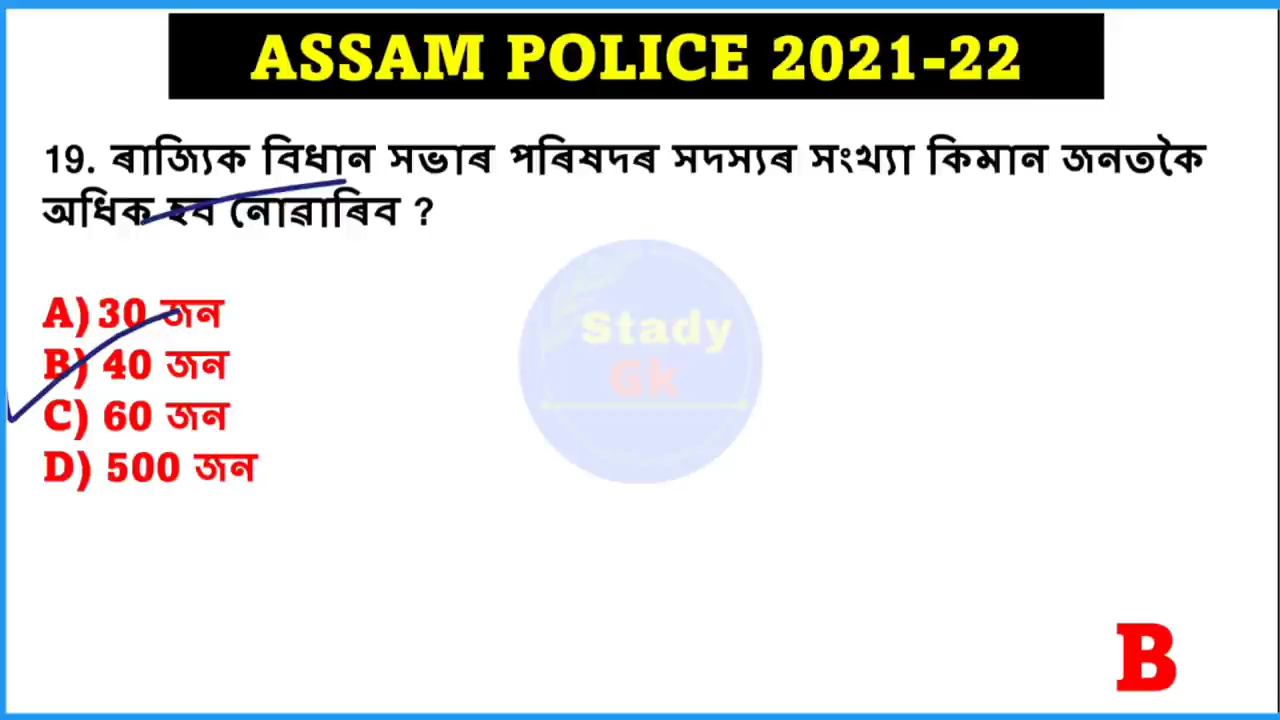 ASSAM POLICE 2021-22
19. ৰাজ্যিক বিধান সভাৰ পৰিষদৰ সদস্যৰ সংখ্যা কিমান জনতকৈ
অধিক হব নোৱাৰিব ?
A) 30 জন
B) 40 জন
C) 60 জন
D) 500 জন
Stady
Gk
B